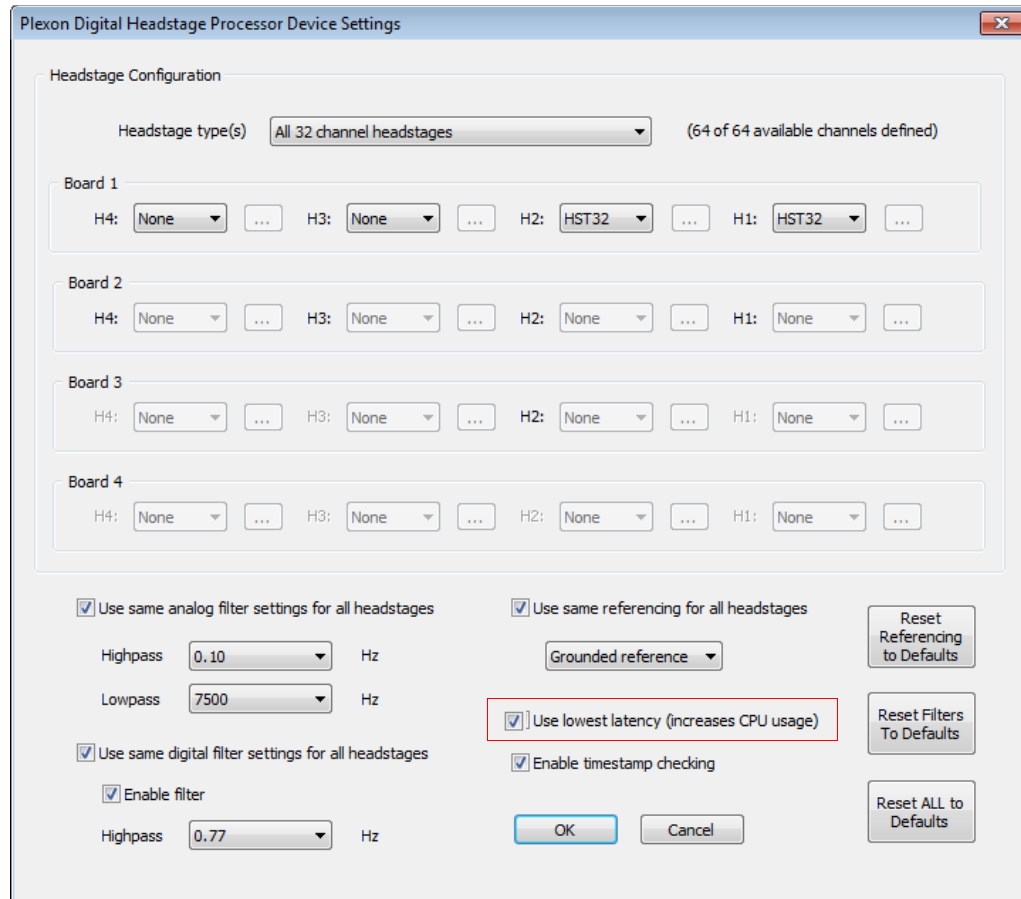 Plexon Digital Headstage Processor Device Settings
Headstage Configuration
Headstage type(s) All 32 channel headstages (64 of 64 available channels defined)
Board 1
H4: None ... H3: None ... H2: HST32 ... H1: HST32 ...
Board 2
H4: None ... H3: None ... H2: None ... H1: None ...
Board 3
H4: None ... H3: None ... H2: None ... H1: None ...
Board 4
H4: None ... H3: None ... H2: None ... H1: None ...
Use same analog filter settings for all headstages
Highpass 0.10 Hz
Lowpass 7500 Hz
Use same digital filter settings for all headstages
Enable filter
Highpass 0.77 Hz
Use same referencing for all headstages
Grounded reference
Use lowest latency (increases CPU usage)
Enable timestamp checking
OK Cancel
Reset
Referencing
to Defaults
Reset Filters
To Defaults
Reset ALL to
Defaults